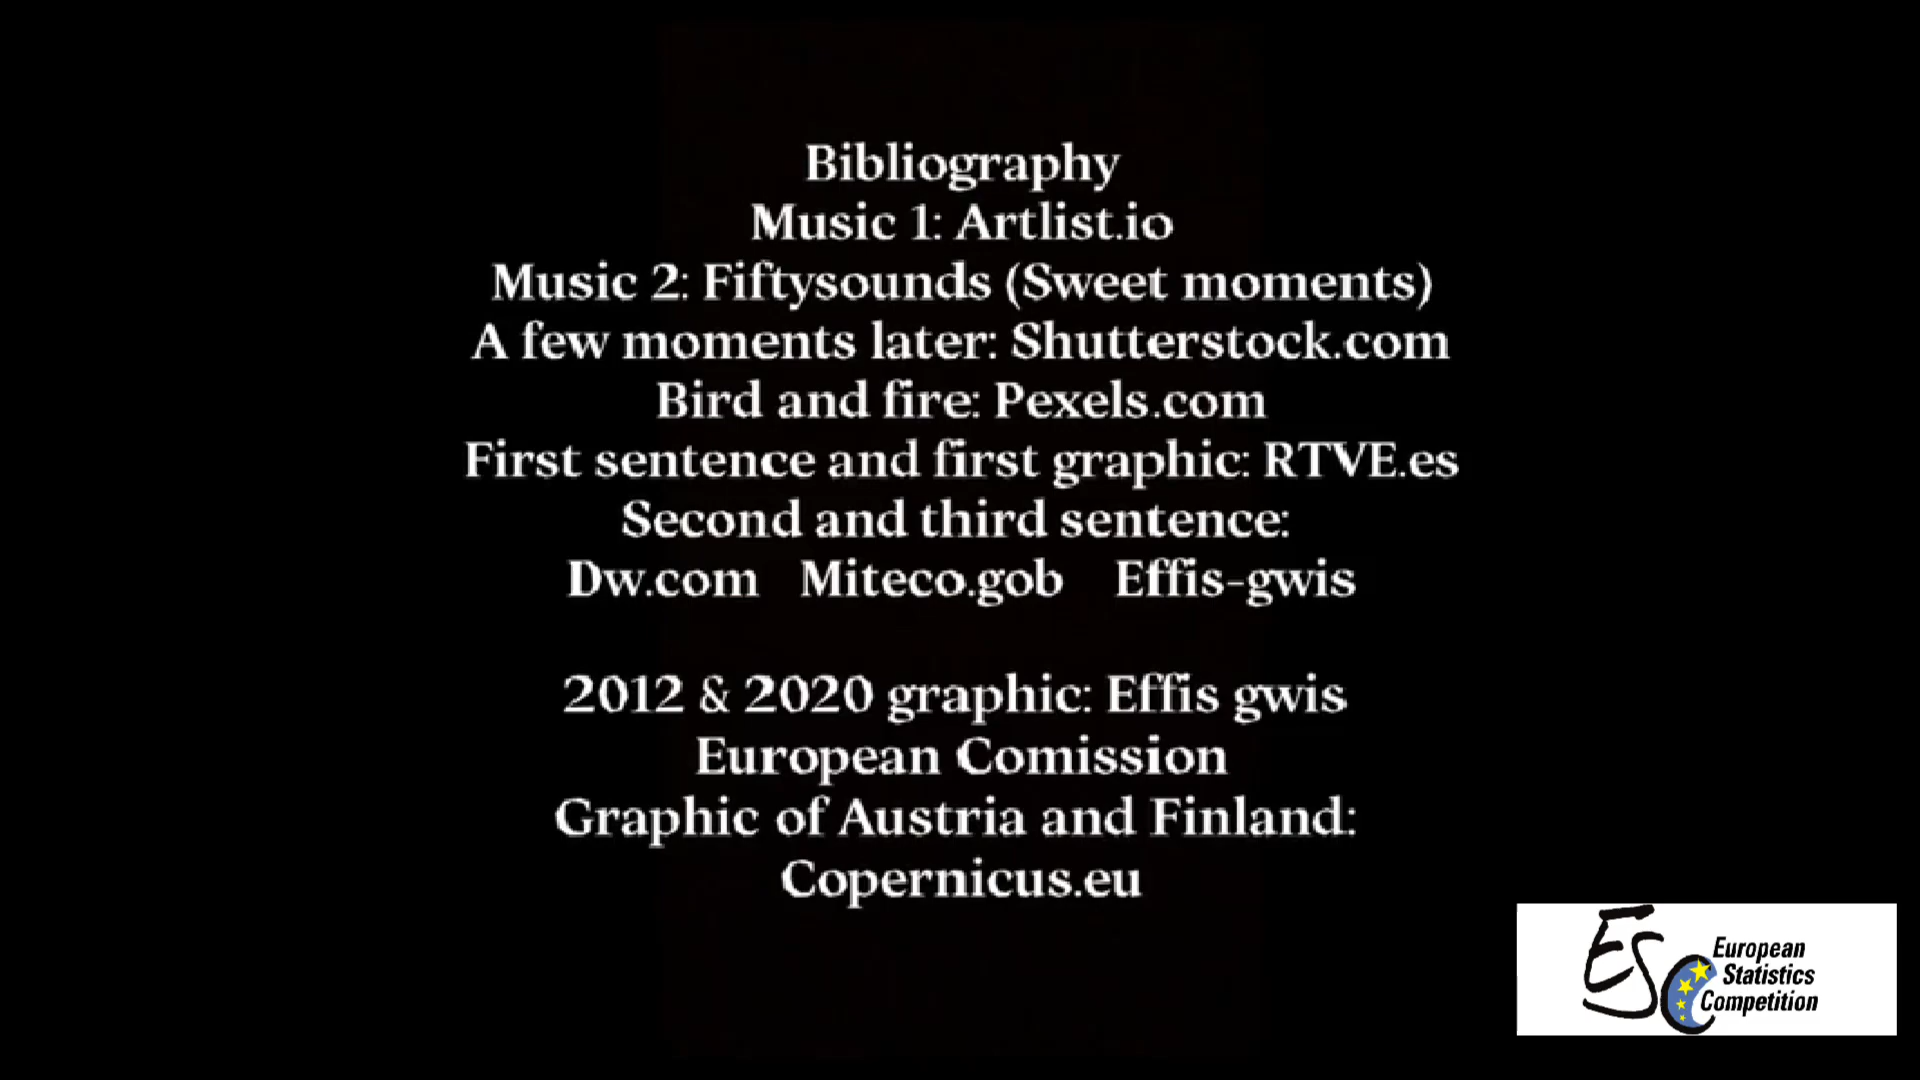 Bibliography
Music 1: Artlist.io
Music 2: Fiftysounds (Sweet moments)
A few moments later: Shutterstock.com
Bird and fire: Pexels.com
First sentence and first graphic: RTVE.es
Second and third sentence:
Dw.com Miteco.gob Effis-gwis
2012 & 2020 graphic: Effis gwis
European Comission
Graphic of Austria and Finland:
Copernicus.eu
ESC
European
Statistics
Competition